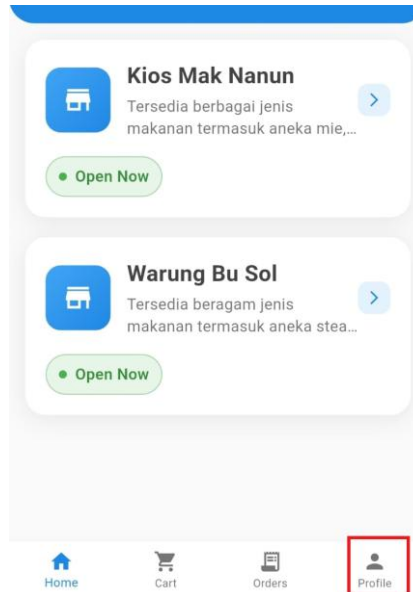 Kios Mak Nanun
Tersedia berbagai jenis
makanan termasuk aneka mie,...
Open Now
Warung Bu Sol
Tersedia beragam jenis
makanan termasuk aneka stea...
Open Now
Home
Cart
Orders
Profile